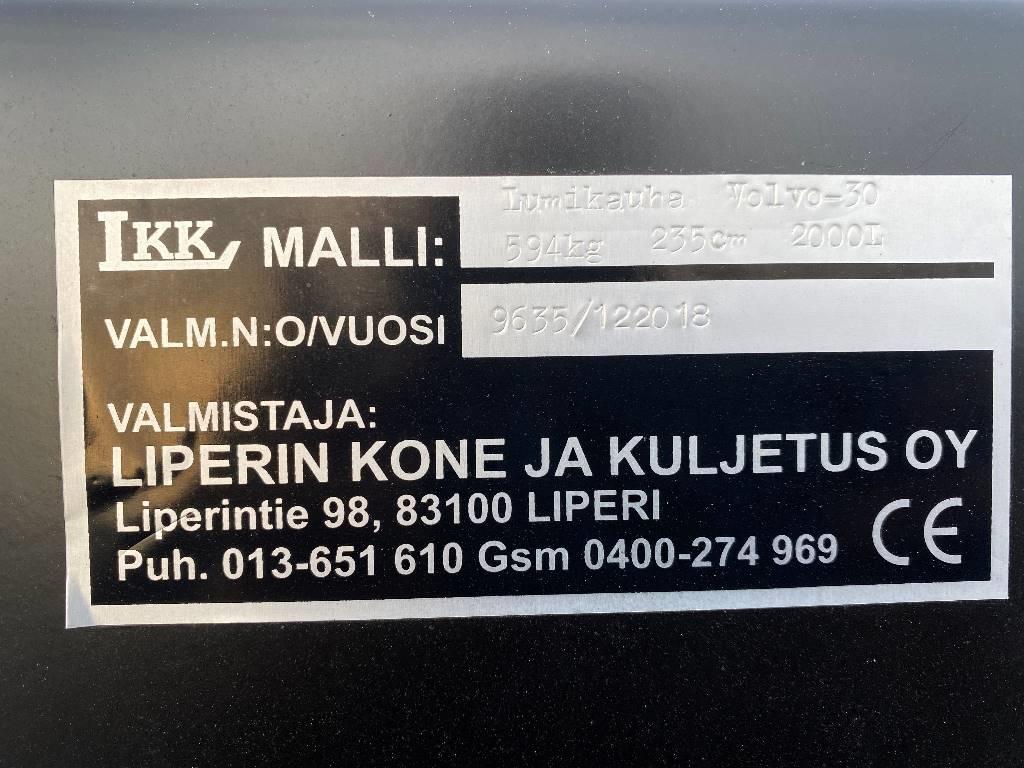 LKK MALLI: Lumikauha Volvo-30
594kg 235cm 2000L
VALM.N:O/VUOSI 9635/122018
VALMISTAJA:
LIPERIN KONE JA KULJETUS OY
Liperintie 98, 83100 LIPERI
Puh. 013-651 610 Gsm 0400-274 969 CE